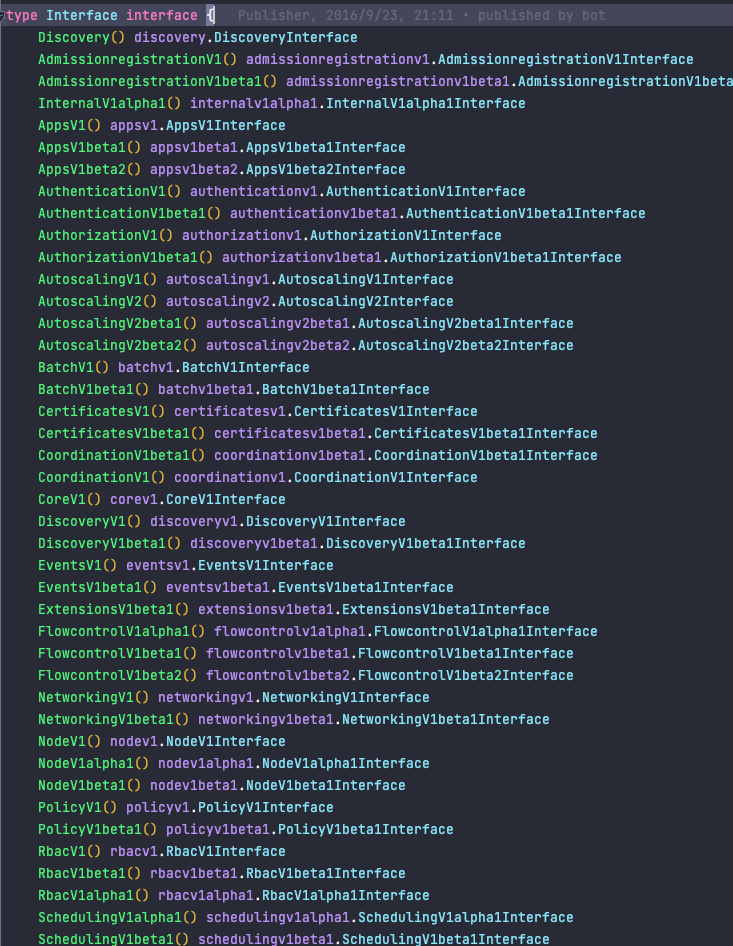 type Interface interface { Publisher, 2016/9/23, 21:11 • published by bot
Discovery() discovery.DiscoveryInterface
AdmissionregistrationV1() admissionregistrationv1.AdmissionregistrationV1Interface
AdmissionregistrationV1beta1() admissionregistrationv1beta1.AdmissionregistrationV1beta
InternalV1alpha1() internalv1alpha1.InternalV1alpha1Interface
AppsV1() appsv1.AppsV1Interface
AppsV1beta1() appsv1beta1.AppsV1beta1Interface
AppsV1beta2() appsv1beta2.AppsV1beta2Interface
AuthenticationV1() authenticationv1.AuthenticationV1Interface
AuthenticationV1beta1() authenticationv1beta1.AuthenticationV1beta1Interface
AuthorizationV1() authorizationv1.AuthorizationV1Interface
AuthorizationV1beta1() authorizationv1beta1.AuthorizationV1beta1Interface
AutoscalingV1() autoscalingv1.AutoscalingV1Interface
AutoscalingV2() autoscalingv2.AutoscalingV2Interface
AutoscalingV2beta1() autoscalingv2beta1.AutoscalingV2beta1Interface
AutoscalingV2beta2() autoscalingv2beta2.AutoscalingV2beta2Interface
BatchV1() batchv1.BatchV1Interface
BatchV1beta1() batchv1beta1.BatchV1beta1Interface
CertificatesV1() certificatesv1.CertificatesV1Interface
CertificatesV1beta1() certificatesv1beta1.CertificatesV1beta1Interface
CoordinationV1beta1() coordinationv1beta1.CoordinationV1beta1Interface
CoordinationV1() coordinationv1.CoordinationV1Interface
CoreV1() corev1.CoreV1Interface
DiscoveryV1() discoveryv1.DiscoveryV1Interface
DiscoveryV1beta1() discoveryv1beta1.DiscoveryV1beta1Interface
EventsV1() eventsv1.EventsV1Interface
EventsV1beta1() eventsv1beta1.EventsV1beta1Interface
ExtensionsV1beta1() extensionsv1beta1.ExtensionsV1beta1Interface
FlowcontrolV1alpha1() flowcontrolv1alpha1.FlowcontrolV1alpha1Interface
FlowcontrolV1beta1() flowcontrolv1beta1.FlowcontrolV1beta1Interface
FlowcontrolV1beta2() flowcontrolv1beta2.FlowcontrolV1beta2Interface
NetworkingV1() networkingv1.NetworkingV1Interface
NetworkingV1beta1() networkingv1beta1.NetworkingV1beta1Interface
NodeV1() nodev1.NodeV1Interface
NodeV1alpha1() nodev1alpha1.NodeV1alpha1Interface
NodeV1beta1() nodev1beta1.NodeV1beta1Interface
PolicyV1() policyv1.PolicyV1Interface
PolicyV1beta1() policyv1beta1.PolicyV1beta1Interface
RbacV1() rbacv1.RbacV1Interface
RbacV1beta1() rbacv1beta1.RbacV1beta1Interface
RbacV1alpha1() rbacv1alpha1.RbacV1alpha1Interface
SchedulingV1alpha1() schedulingv1alpha1.SchedulingV1alpha1Interface
SchedulingV1beta1() schedulingv1beta1.SchedulingV1beta1Interface